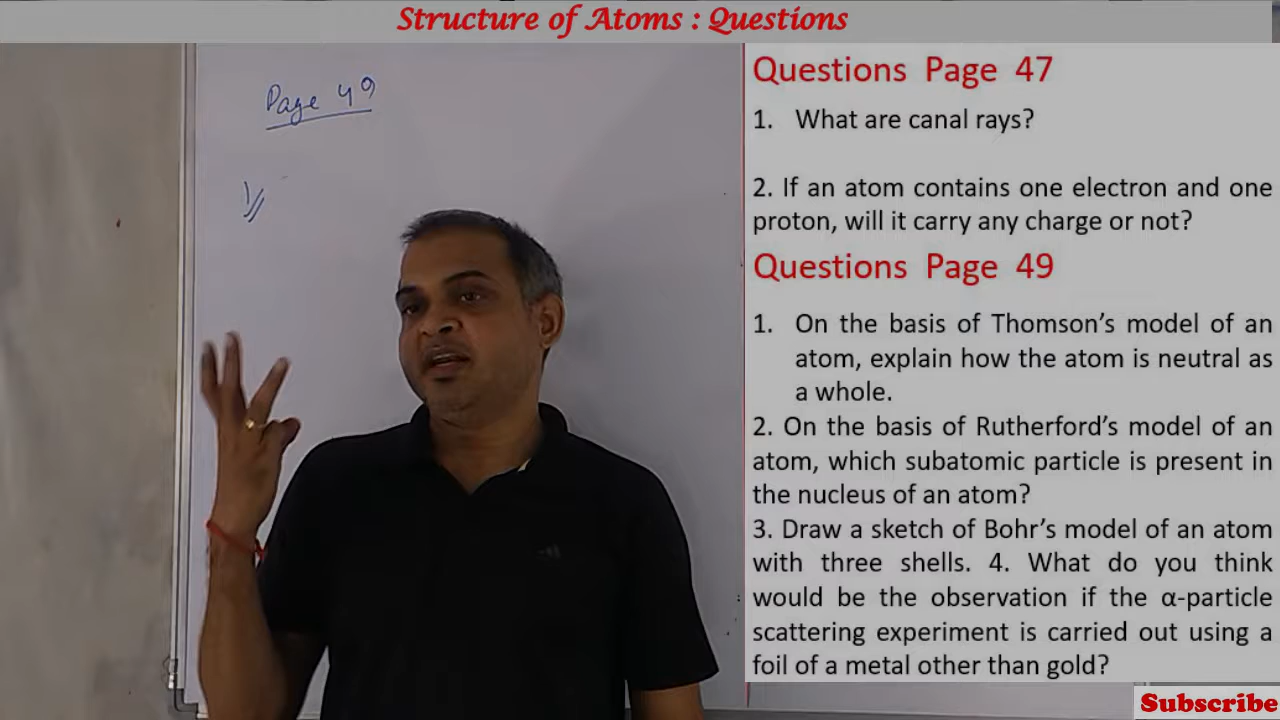 Structure of Atoms : Questions
Page 49
1
Questions Page 47
1. What are canal rays?
2. If an atom contains one electron and one
proton, will it carry any charge or not?
Questions Page 49
1. On the basis of Thomson's model of an
atom, explain how the atom is neutral as
a whole.
2. On the basis of Rutherford's model of an
atom, which subatomic particle is present in
the nucleus of an atom?
3. Draw a sketch of Bohr's model of an atom
with three shells. 4. What do you think
would be the observation if the α-particle
scattering experiment is carried out using a
foil of a metal other than gold?
Subscribe